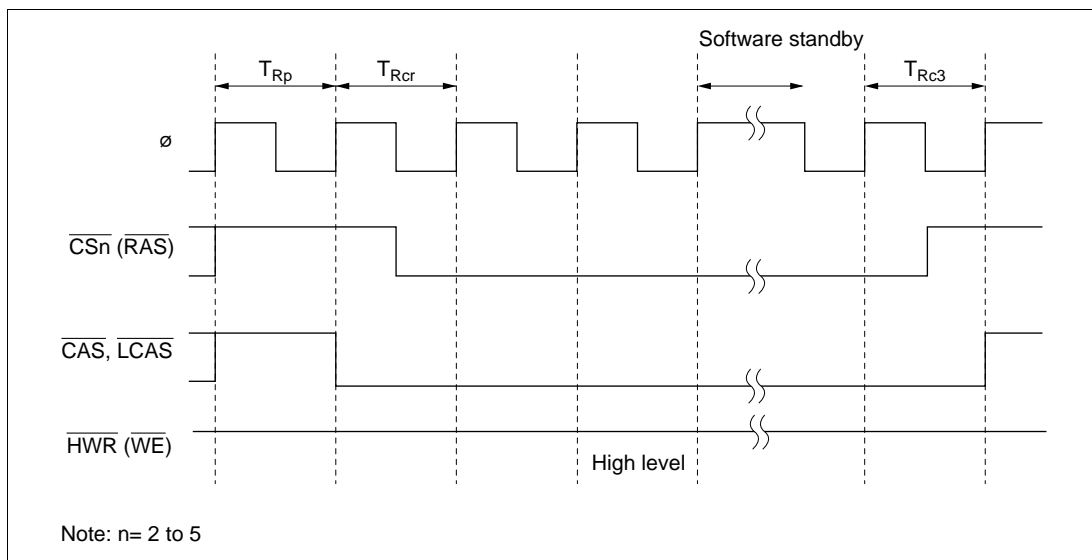 Software standby
TRp
TRcr
TRc3
ø
CSn (RAS)
CAS, LCAS
HWR (WE)
High level
Note: n= 2 to 5